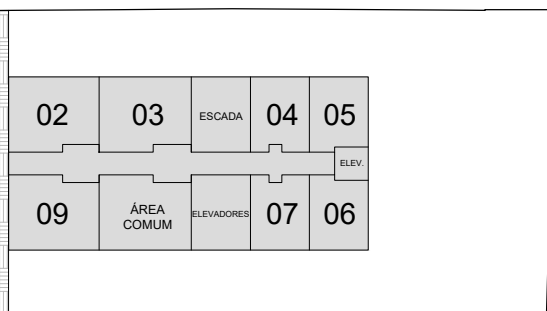 02
03
ESCADA
04
05
ELEV.
09
ÁREA
COMUM
ELEVADORES
07
06